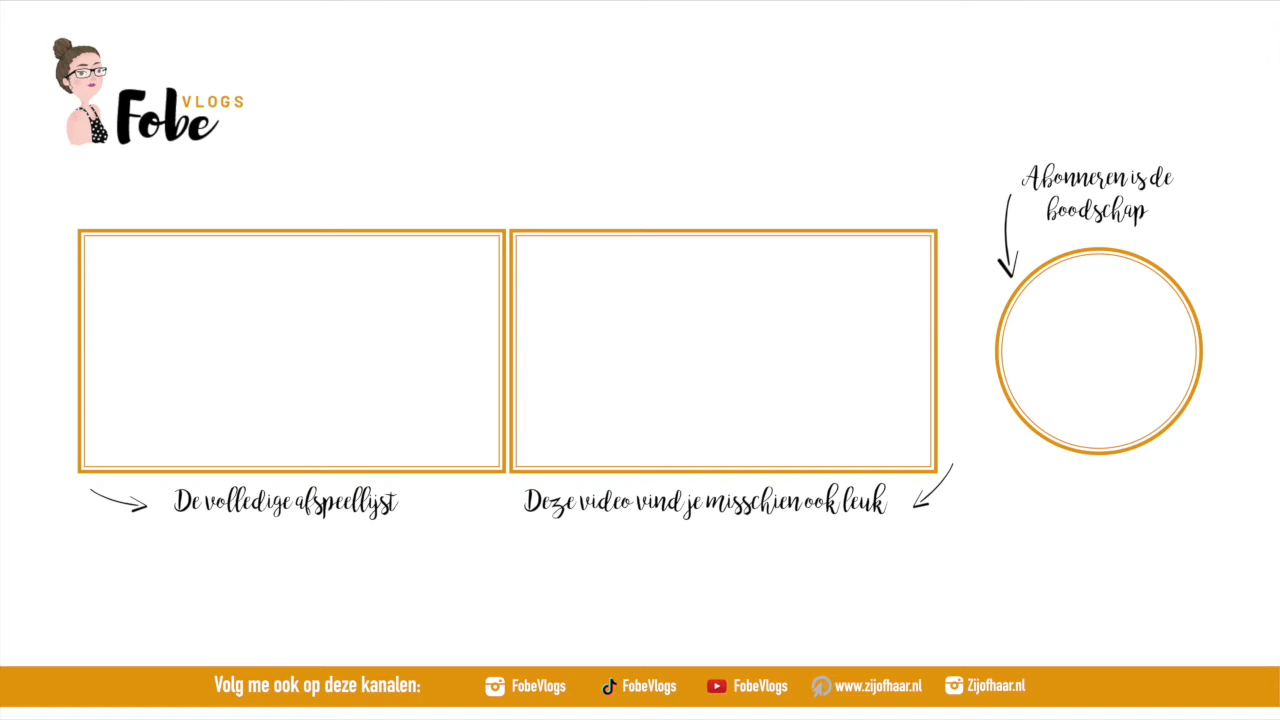 VLOGS
Fobe
Abonneren is de
boodschap
De volledige afspeellijst
Deze video vind je misschien ook leuk
Volg me ook op deze kanalen:
FobeVlogs
FobeVlogs
FobeVlogs
www.zijofhaar.nl
Zijofhaar.nl